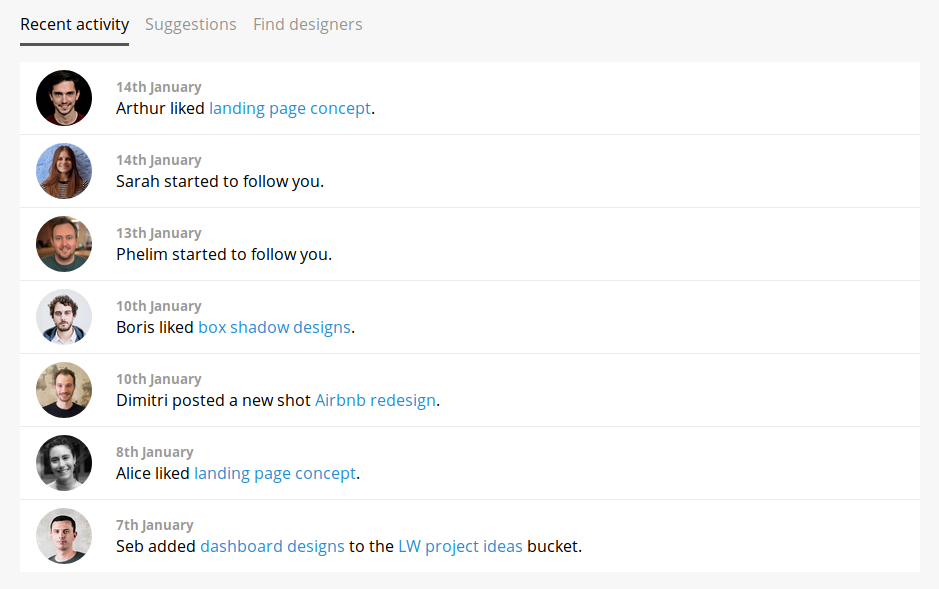 Recent activity Suggestions Find designers
14th January
Arthur liked landing page concept.
14th January
Sarah started to follow you.
13th January
Phelim started to follow you.
10th January
Boris liked box shadow designs.
10th January
Dimitri posted a new shot Airbnb redesign.
8th January
Alice liked landing page concept.
7th January
Seb added dashboard designs to the LW project ideas bucket.